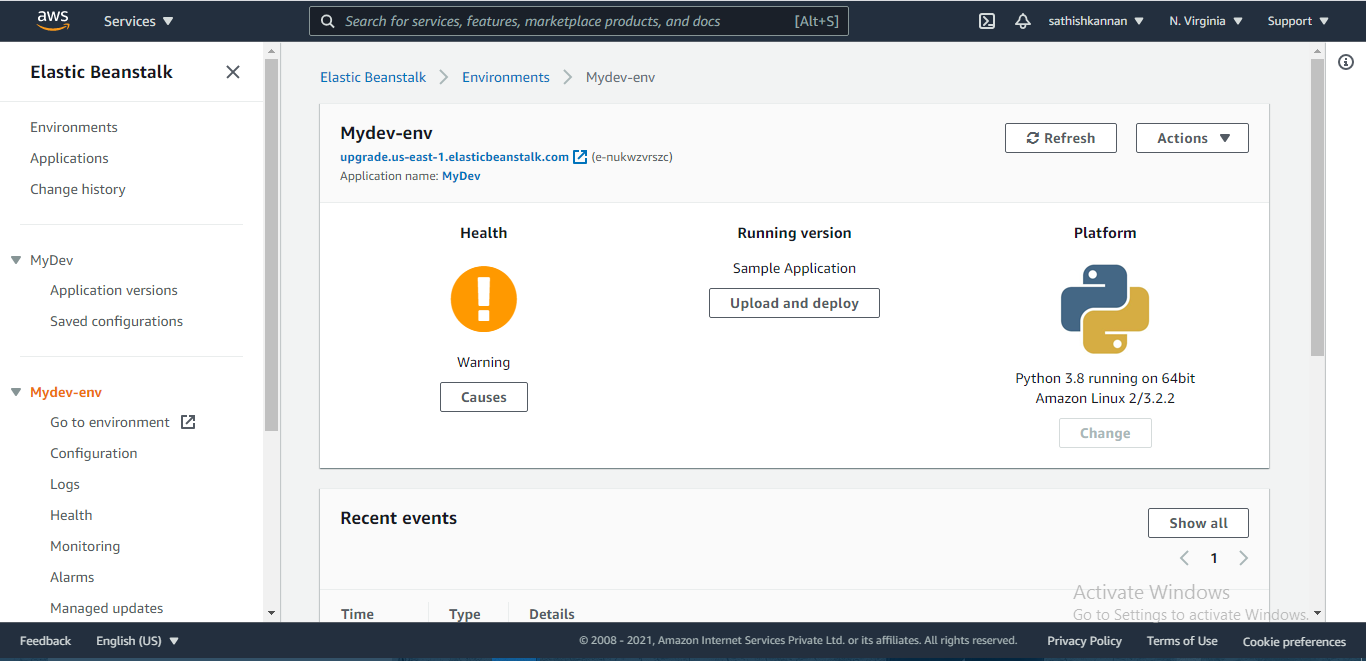 aws
Services
Search for services, features, marketplace products, and docs
[Alt+S]
sathishkannan
N. Virginia
Support
Elastic Beanstalk
Environments
Applications
Change history
MyDev
Application versions
Saved configurations
Mydev-env
Go to environment
Configuration
Logs
Health
Monitoring
Alarms
Managed updates
Elastic Beanstalk
Environments
Mydev-env
Mydev-env
upgrade.us-east-1.elasticbeanstalk.com (e-nukwzvrszc)
Application name: MyDev
Refresh
Actions
Health
Warning
Causes
Running version
Sample Application
Upload and deploy
Platform
Python 3.8 running on 64bit
Amazon Linux 2/3.2.2
Change
Recent events
Show all
1
Time
Type
Details
Activate Windows
Go to Settings to activate Windows.
Feedback
English (US)
© 2008 - 2021, Amazon Internet Services Private Ltd. or its affiliates. All rights reserved.
Privacy Policy
Terms of Use
Cookie preferences